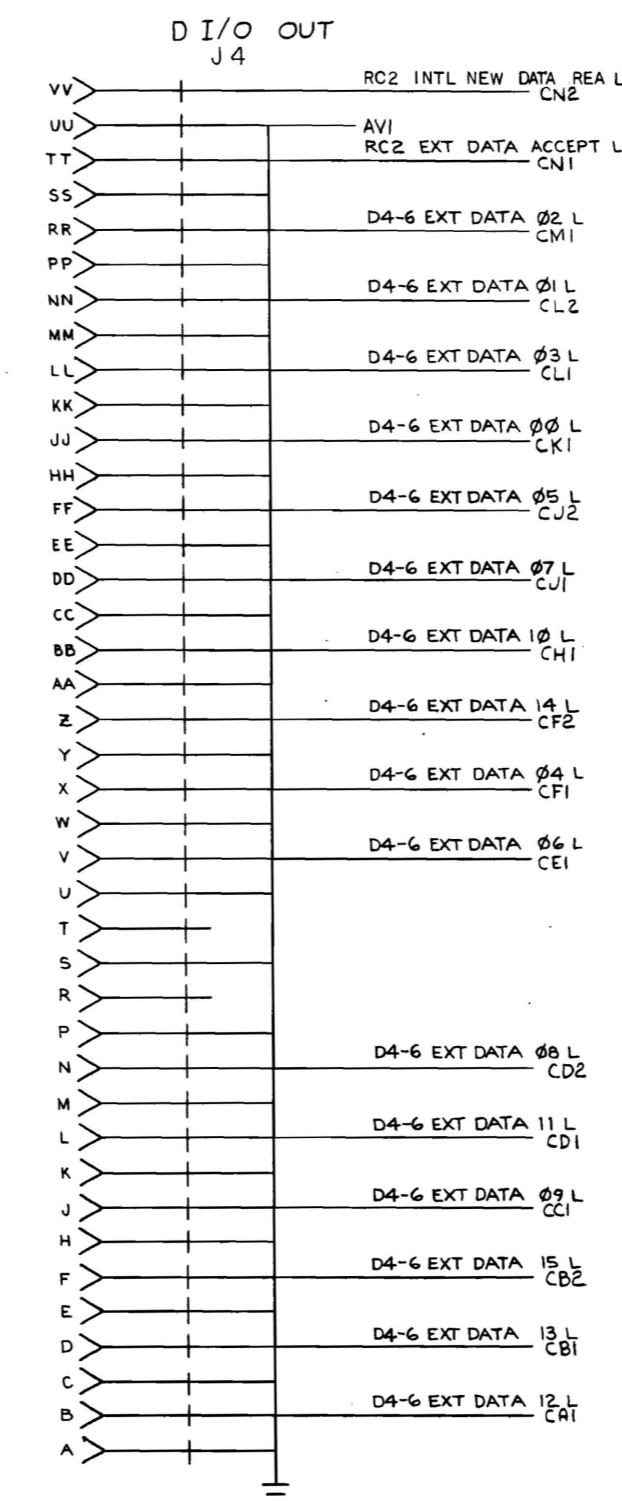 D I/O OUT
J4
VV RC2 INTL NEW DATA REA L
CN2
UU AV1
TT RC2 EXT DATA ACCEPT L
CN1
SS
RR D4-6 EXT DATA Ø2 L
CM1
PP
NN D4-6 EXT DATA Ø1 L
CL2
MM
LL D4-6 EXT DATA Ø3 L
CL1
KK
JJ D4-6 EXT DATA ØØ L
CK1
HH
FF D4-6 EXT DATA Ø5 L
CJ2
EE
DD D4-6 EXT DATA Ø7 L
CJ1
CC
BB D4-6 EXT DATA 1Ø L
CH1
AA
Z D4-6 EXT DATA 14 L
CF2
Y
X D4-6 EXT DATA Ø4 L
CF1
W
V D4-6 EXT DATA Ø6 L
CE1
U
T
S
R
P
N D4-6 EXT DATA Ø8 L
CD2
M
L D4-6 EXT DATA 11 L
CD1
K
J D4-6 EXT DATA Ø9 L
CC1
H
F D4-6 EXT DATA 15 L
CB2
E
D D4-6 EXT DATA 13 L
CB1
C
B D4-6 EXT DATA 12 L
CA1
A